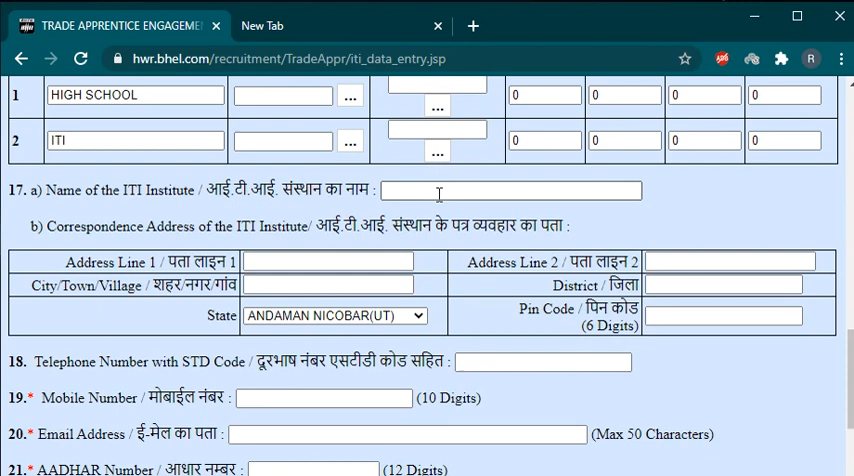 TRADE APPRENTICE ENGAGEME
New Tab
hwr.bhel.com/recruitment/TradeAppr/iti_data_entry.jsp
R
1 HIGH SCHOOL ... ... 0 0 0 0
2 ITI ... ... 0 0 0 0
17. a) Name of the ITI Institute / आई.टी.आई. संस्थान का नाम :
b) Correspondence Address of the ITI Institute/ आई.टी.आई. संस्थान के पत्र व्यवहार का पता :
Address Line 1 / पता लाइन 1 Address Line 2 / पता लाइन 2
City/Town/Village / शहर/नगर/गांव District / जिला
State ANDAMAN NICOBAR(UT) Pin Code / पिन कोड
(6 Digits)
18. Telephone Number with STD Code / दूरभाष नंबर एसटीडी कोड सहित :
19.* Mobile Number / मोबाईल नंबर : (10 Digits)
20.* Email Address / ई-मेल का पता : (Max 50 Characters)
21.* AADHAR Number / आधार नम्बर : (12 Digits)